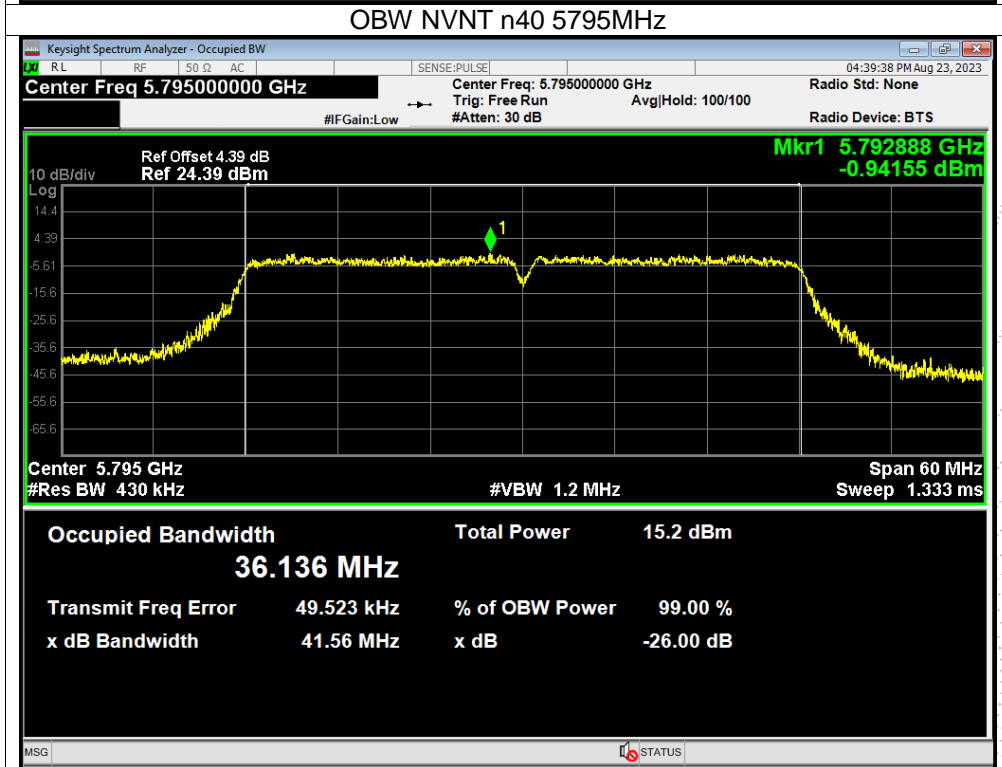 OBW NVNT n40 5795MHz
Keysight Spectrum Analyzer - Occupied BW
LXI RL RF 50 Ω AC SENSE:PULSE 04:39:38 PM Aug 23, 2023
Center Freq 5.795000000 GHz Center Freq: 5.795000000 GHz Radio Std: None
Trig: Free Run Avg|Hold: 100/100
#IFGain:Low #Atten: 30 dB Radio Device: BTS
Mkr1 5.792888 GHz
-0.94155 dBm
Ref Offset 4.39 dB
10 dB/div Ref 24.39 dBm
Log
14.4
4.39
1
-5.61
-15.6
-25.6
-35.6
-45.6
-55.6
-65.6
Center 5.795 GHz Span 60 MHz
#Res BW 430 kHz #VBW 1.2 MHz Sweep 1.333 ms
Occupied Bandwidth Total Power 15.2 dBm
36.136 MHz
Transmit Freq Error 49.523 kHz % of OBW Power 99.00 %
x dB Bandwidth 41.56 MHz x dB -26.00 dB
MSG STATUS